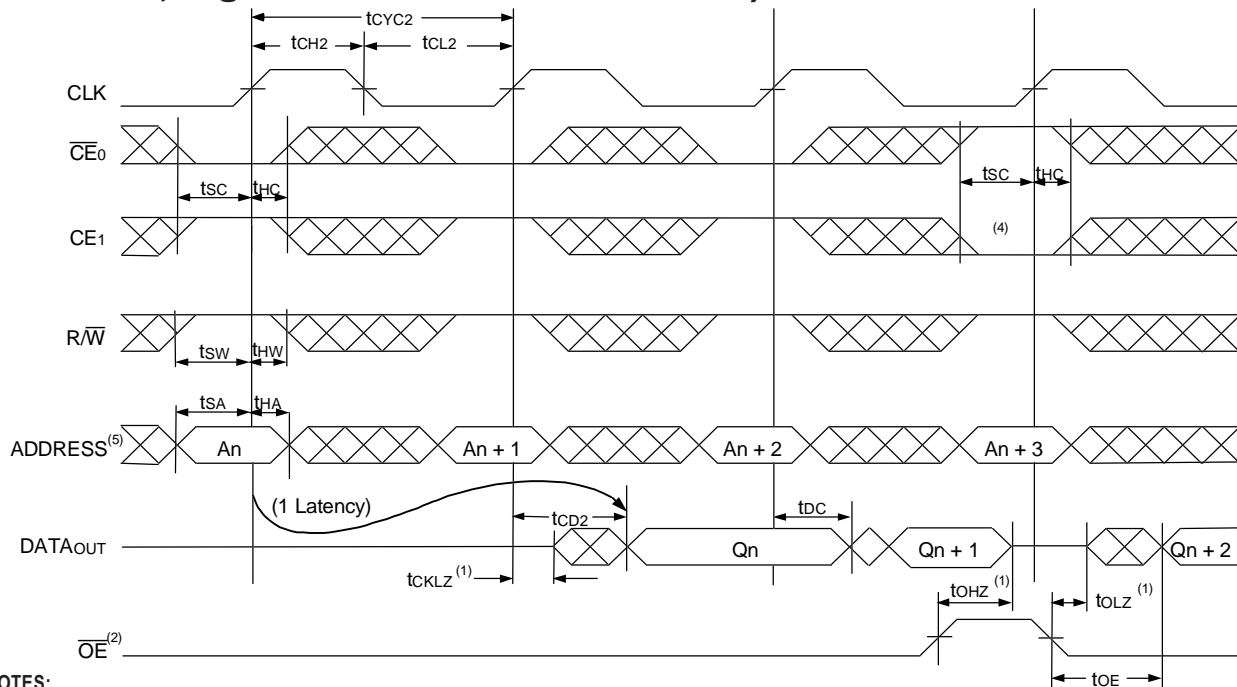 tCYC2
tCH2
tCL2
CLK
CE0
tSC
tHC
tSC
tHC
CE1
(4)
R/W
tSW
tHW
tSA
tHA
ADDRESS(5)
An
An + 1
An + 2
An + 3
(1 Latency)
tCD2
tDC
DATAOUT
Qn
Qn + 1
Qn + 2
tCKLZ (1)
tOHZ (1)
tOLZ (1)
OE(2)
tOE